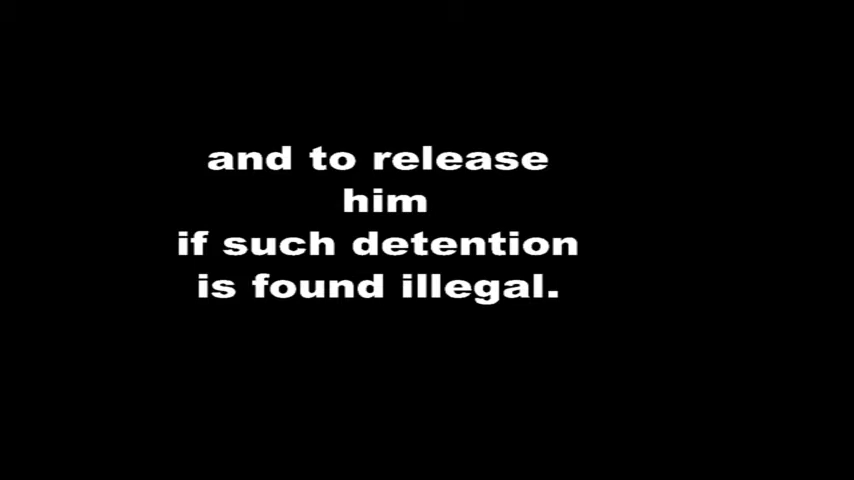 and to release
him
if such detention
is found illegal.